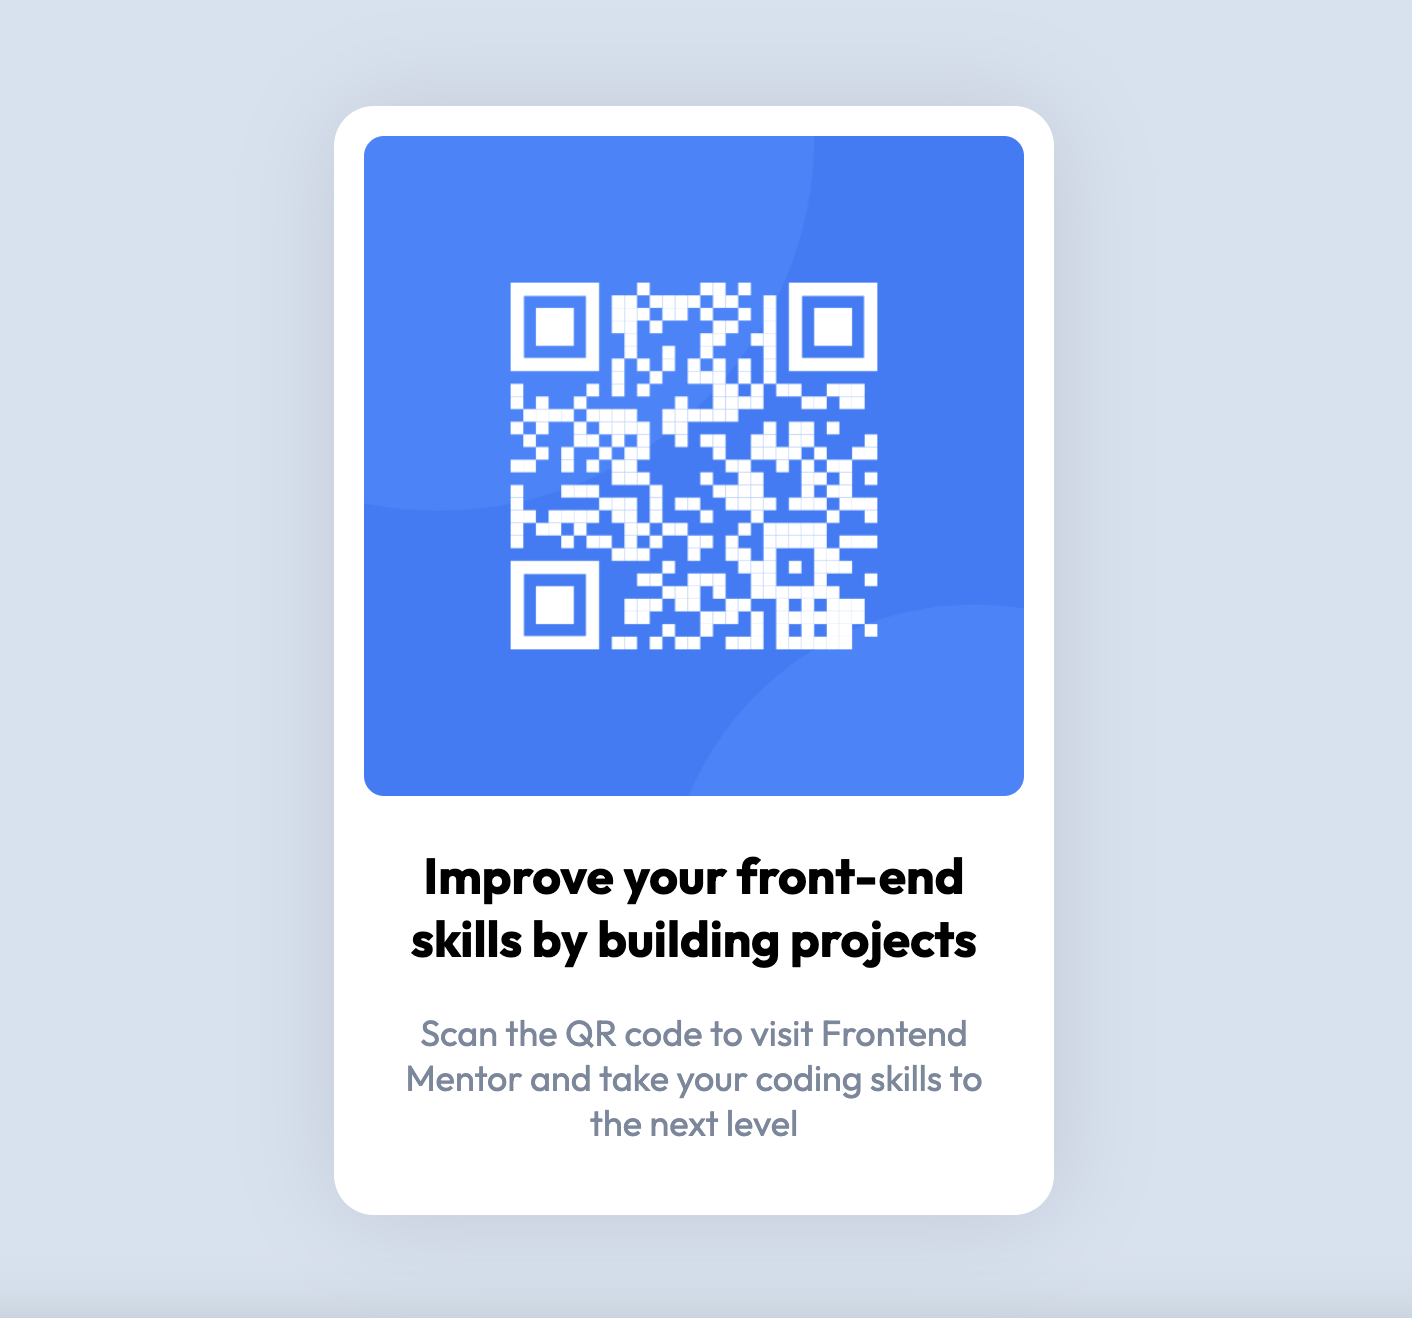 Improve your front-end
skills by building projects
Scan the QR code to visit Frontend
Mentor and take your coding skills to
the next level